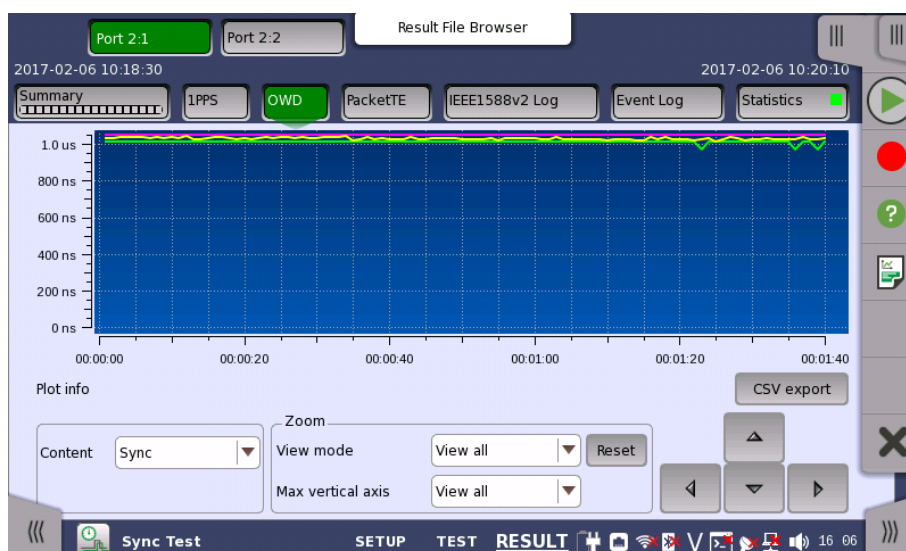 Port 2:1
Port 2:2
Result File Browser
2017-02-06 10:18:30
2017-02-06 10:20:10
Summary
1PPS
OWD
PacketTE
IEEE1588v2 Log
Event Log
Statistics
1.0 us
800 ns
600 ns
400 ns
200 ns
0 ns
00:00:00
00:00:20
00:00:40
00:01:00
00:01:20
00:01:40
Plot info
CSV export
Zoom
Content
Sync
View mode
View all
Reset
Max vertical axis
View all
Sync Test
SETUP
TEST
RESULT
16 06